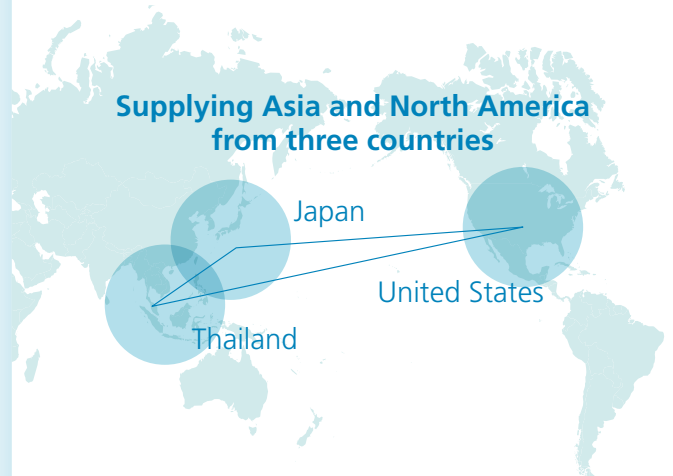 Supplying Asia and North America
from three countries
Japan
United States
Thailand